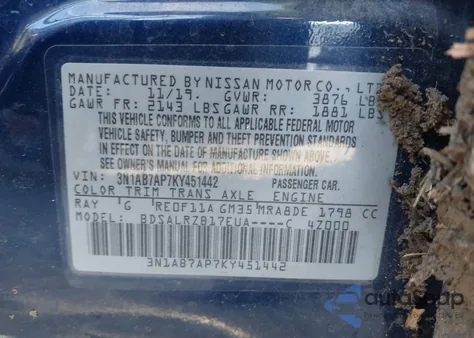 MANUFACTURED BY NISSAN MOTOR CO., LTD
DATE: 11/19. GVWR: 3876 LBS
GAWR FR: 2143 LBS GAWR RR: 1881 LBS
THIS VEHICLE CONFORMS TO ALL APPLICABLE FEDERAL MOTOR
VEHICLE SAFETY, BUMPER AND THEFT PREVENTION STANDARDS
IN EFFECT ON THE DATE OF MANUFACTURE SHOWN ABOVE.
SEE OWNER'S MANUAL FOR ADDITIONAL LOADING
VIN: 3N1AB7AP7KY451442 PASSENGER CAR.
COLOR TRIM TRANS AXLE ENGINE
RAY G RE0F11A GM35 MRA8DE 1798 CC
MODEL: BDSALRZB17EUA----C 4Z000
3N1AB7AP7KY451442